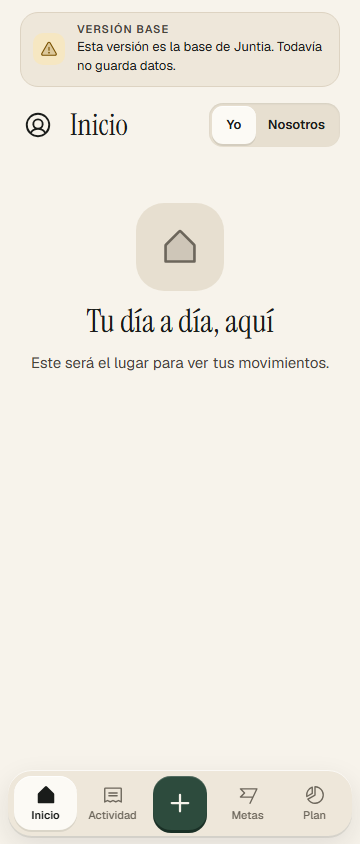 VERSIÓN BASE
Esta versión es la base de Juntia. Todavía
no guarda datos.
Inicio
Yo
Nosotros
Tu día a día, aquí
Este será el lugar para ver tus movimientos.
Inicio
Actividad
Metas
Plan